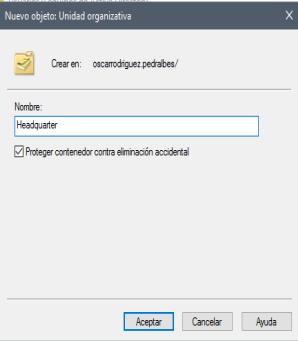 Nuevo objeto: Unidad organizativa
X
Crear en: oscarrodriguez.pedralbes/
Nombre:
Headquarter
Proteger contenedor contra eliminación accidental
Aceptar Cancelar Ayuda